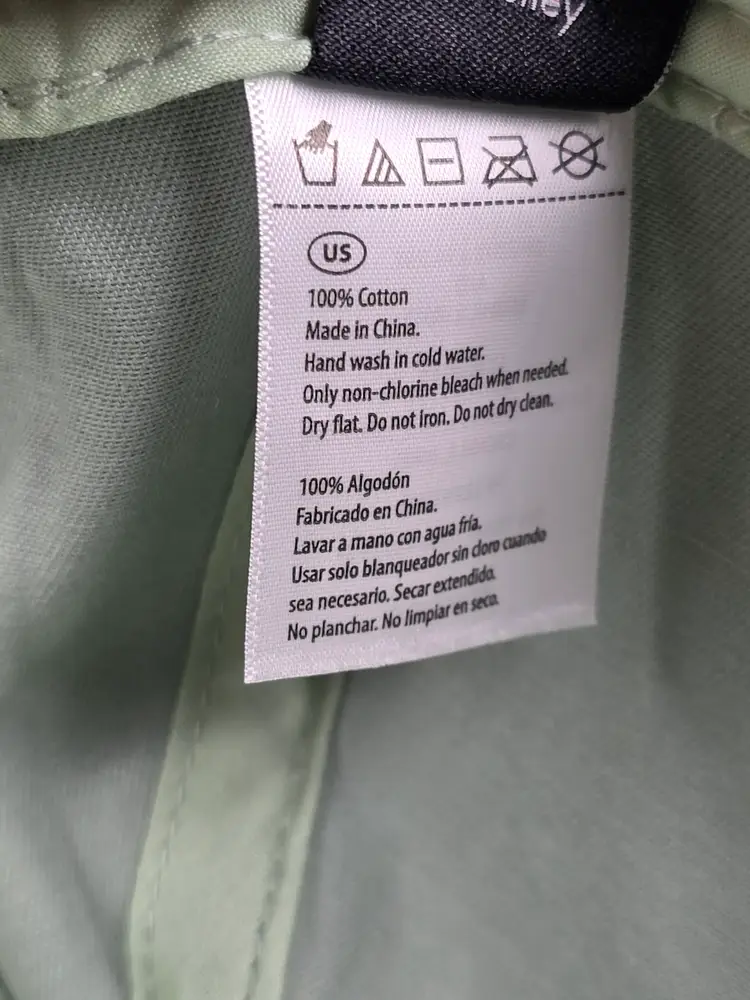 US
100% Cotton
Made in China.
Hand wash in cold water.
Only non-chlorine bleach when needed.
Dry flat. Do not iron. Do not dry clean.
100% Algodón
Fabricado en China.
Lavar a mano con agua fría.
Usar solo blanqueador sin cloro cuando
sea necesario. Secar extendido.
No planchar. No limpiar en seco.